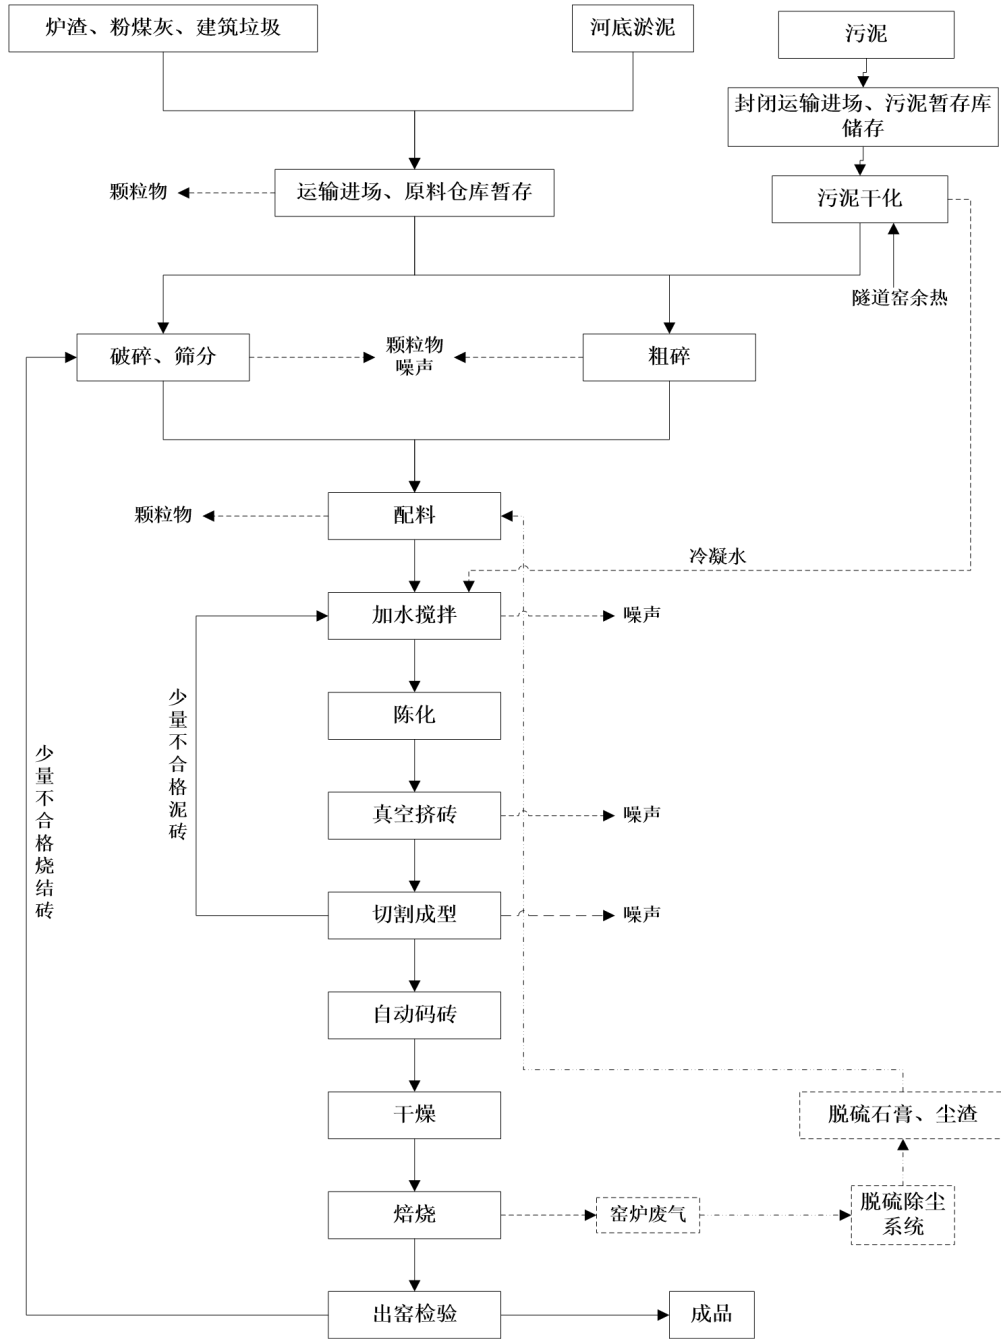 炉渣、粉煤灰、建筑垃圾
河底淤泥
污泥
封闭运输进场、污泥暂存库
储存
颗粒物
运输进场、原料仓库暂存
污泥干化
隧道窑余热
破碎、筛分
颗粒物
噪声
粗碎
颗粒物
配料
冷凝水
加水搅拌
噪声
陈化
少量不合格泥砖
少量不合格烧结砖
真空挤砖
噪声
切割成型
噪声
自动码砖
干燥
脱硫石膏、尘渣
焙烧
窑炉废气
脱硫除尘
系统
出窑检验
成品